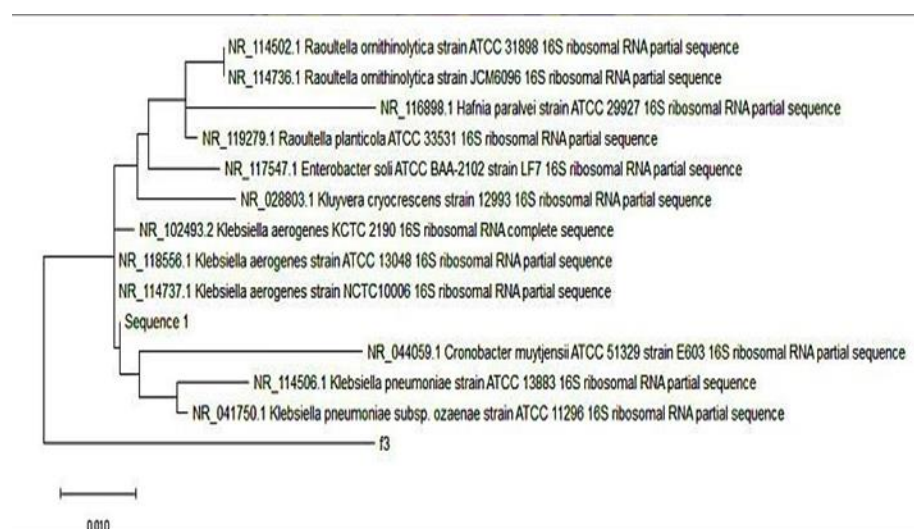 NR_114502.1 Raoultella ornithinolytica strain ATCC 31898 16S ribosomal RNA partial sequence
NR_114736.1 Raoultella ornithinolytica strain JCM6096 16S ribosomal RNA partial sequence
NR_116898.1 Hafnia paralvei strain ATCC 29927 16S ribosomal RNA partial sequence
NR_119279.1 Raoultella planticola ATCC 33531 16S ribosomal RNA partial sequence
NR_117547.1 Enterobacter soli ATCC BAA-2102 strain LF7 16S ribosomal RNA partial sequence
NR_028803.1 Kluyvera cryocrescens strain 12993 16S ribosomal RNA partial sequence
NR_102493.2 Klebsiella aerogenes KCTC 2190 16S ribosomal RNA complete sequence
NR_118556.1 Klebsiella aerogenes strain ATCC 13048 16S ribosomal RNA partial sequence
NR_114737.1 Klebsiella aerogenes strain NCTC10006 16S ribosomal RNA partial sequence
Sequence 1
NR_044059.1 Cronobacter muytjensii ATCC 51329 strain E603 16S ribosomal RNA partial sequence
NR_114506.1 Klebsiella pneumoniae strain ATCC 13883 16S ribosomal RNA partial sequence
NR_041750.1 Klebsiella pneumoniae subsp. ozaenae strain ATCC 11296 16S ribosomal RNA partial sequence
f3
0.010